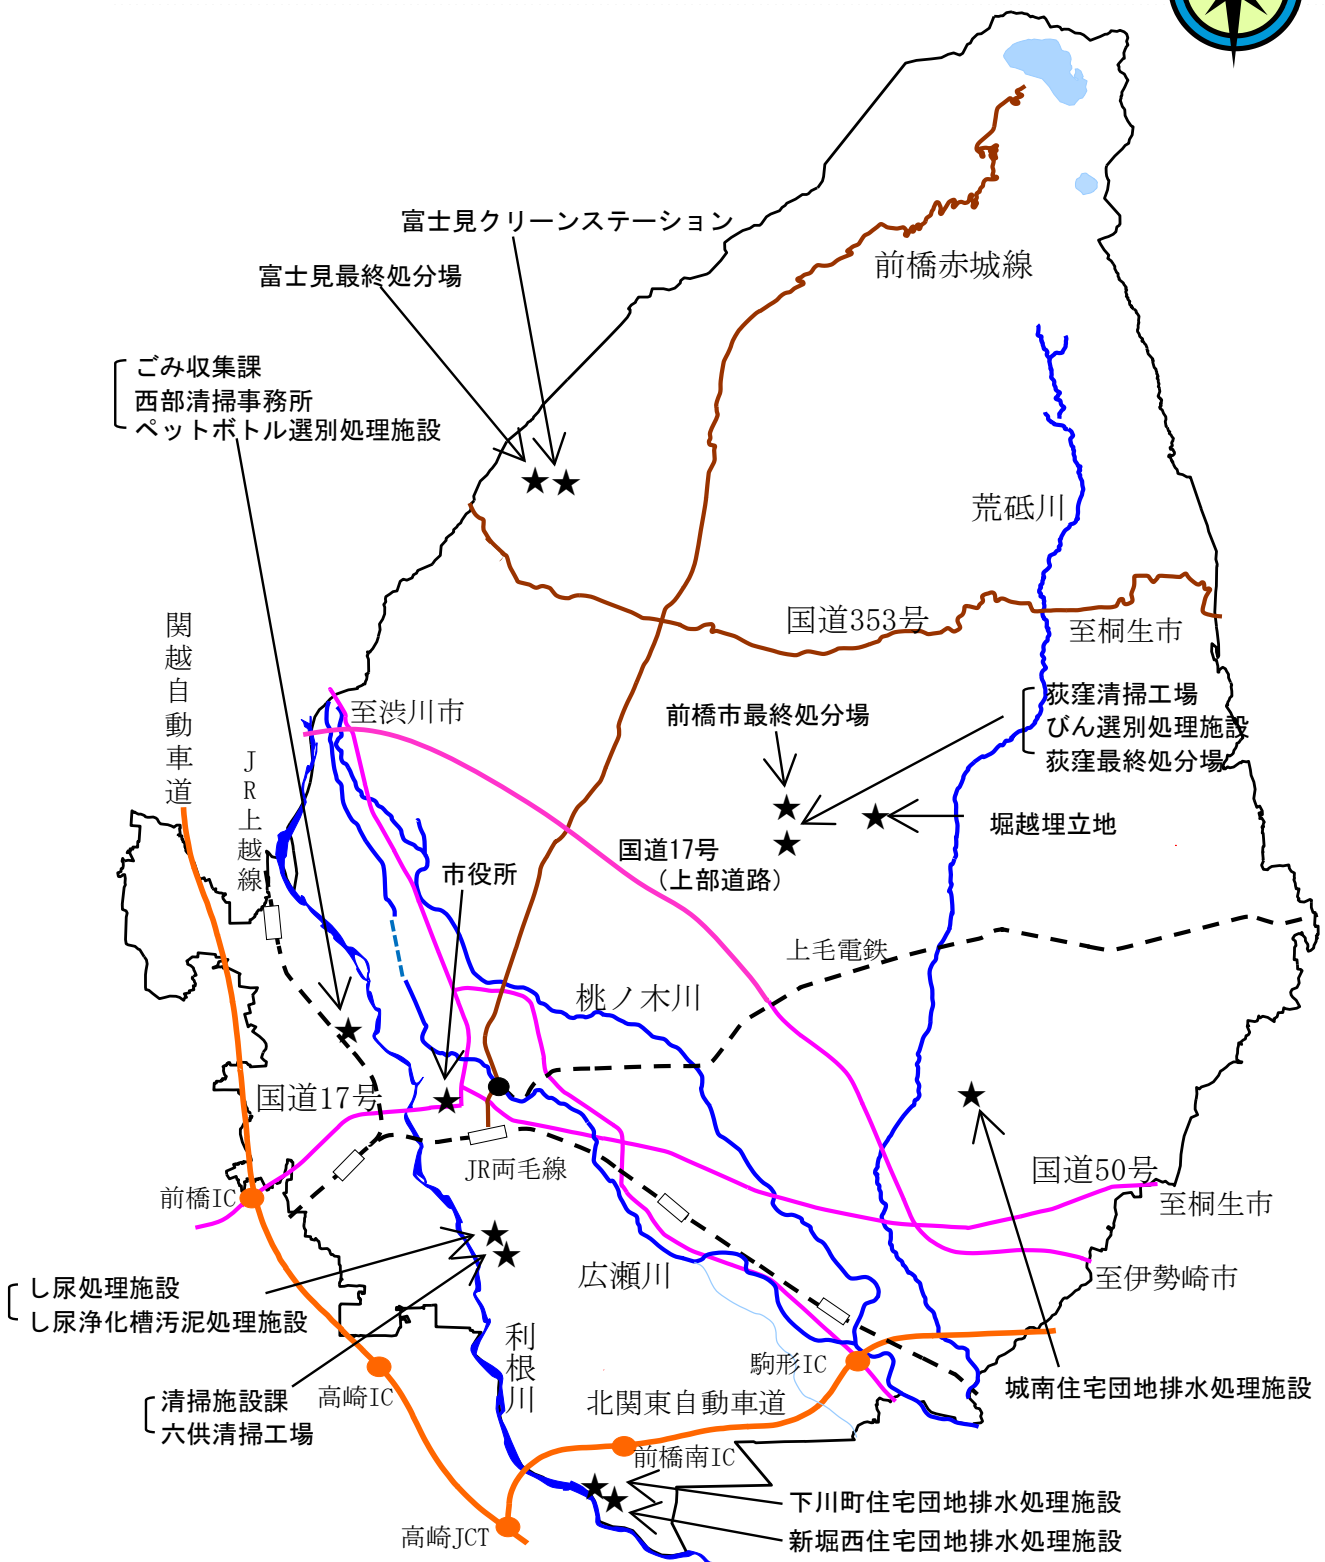 富士見クリーンステーション
前橋赤城線
富士見最終処分場
ごみ収集課
西部清掃事務所
ペットボトル選別処理施設
荒砥川
関越自動車道
国道353号
至桐生市
至渋川市
前橋市最終処分場
荻窪清掃工場
びん選別処理施設
荻窪最終処分場
JR上越線
堀越埋立地
国道17号
(上部道路)
市役所
上毛電鉄
桃ノ木川
国道17号
JR両毛線
国道50号
前橋IC
至桐生市
広瀬川
至伊勢崎市
し尿処理施設
し尿浄化槽汚泥処理施設
利根川
駒形IC
高崎IC
清掃施設課
六供清掃工場
北関東自動車道
城南住宅団地排水処理施設
前橋南IC
下川町住宅団地排水処理施設
高崎JCT
新堀西住宅団地排水処理施設